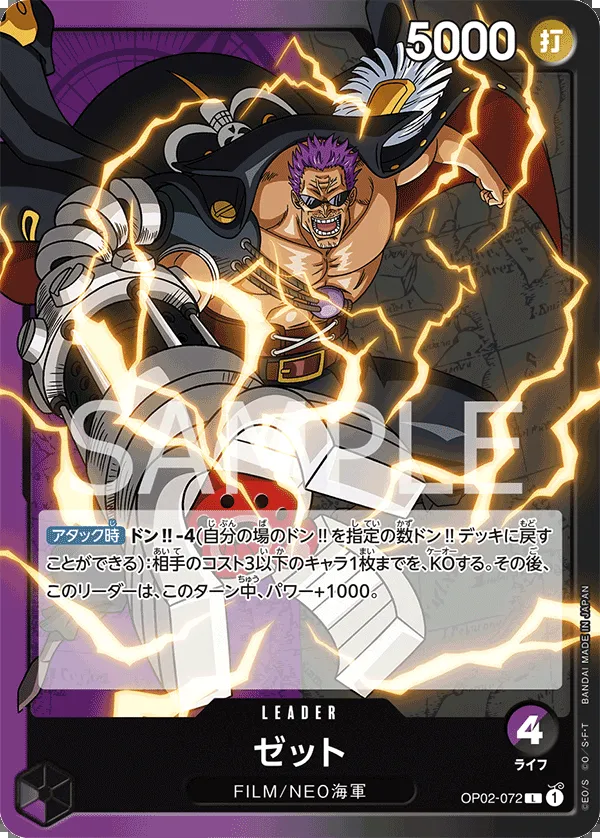 5000 打
SAMPLE
アタック時 ドン!!-4(自分の場のドン!!を指定の数ドン!!デッキに戻す
ことができる):相手のコスト3以下のキャラ1枚までを、KOする。その後、
このリーダーは、このターン中、パワー+1000。
LEADER
ゼット
4
ライフ
FILM/NEO海軍
OP02-072 L 1
©E/S ©O/S・F・T BANDAI MADE IN JAPAN